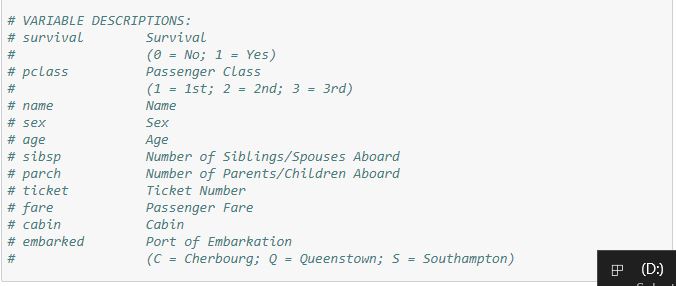 # VARIABLE DESCRIPTIONS:
# survival        Survival
#                 (0 = No; 1 = Yes)
# pclass          Passenger Class
#                 (1 = 1st; 2 = 2nd; 3 = 3rd)
# name            Name
# sex             Sex
# age             Age
# sibsp           Number of Siblings/Spouses Aboard
# parch           Number of Parents/Children Aboard
# ticket          Ticket Number
# fare            Passenger Fare
# cabin           Cabin
# embarked        Port of Embarkation
#                 (C = Cherbourg; Q = Queenstown; S = Southampton)
(D:)